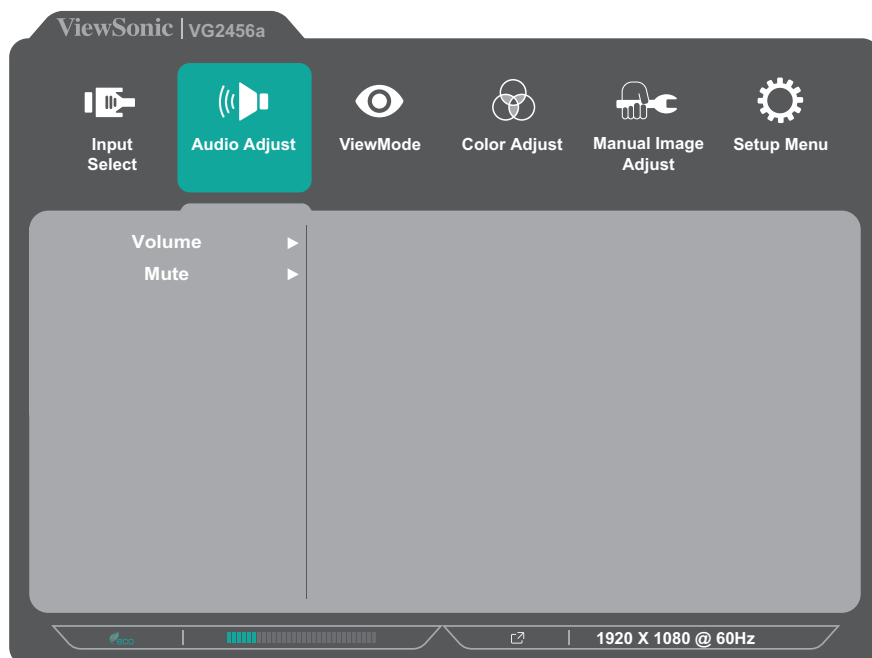 ViewSonic | VG2456a
Input
Select
Audio Adjust
ViewMode
Color Adjust
Manual Image
Adjust
Setup Menu
Volume
Mute
eco
1920 X 1080 @ 60Hz